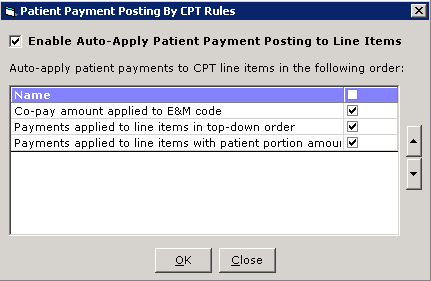 Patient Payment Posting By CPT Rules
Enable Auto-Apply Patient Payment Posting to Line Items
Auto-apply patient payments to CPT line items in the following order:
Name
Co-pay amount applied to E&M code
Payments applied to line items in top-down order
Payments applied to line items with patient portion amou
OK
Close